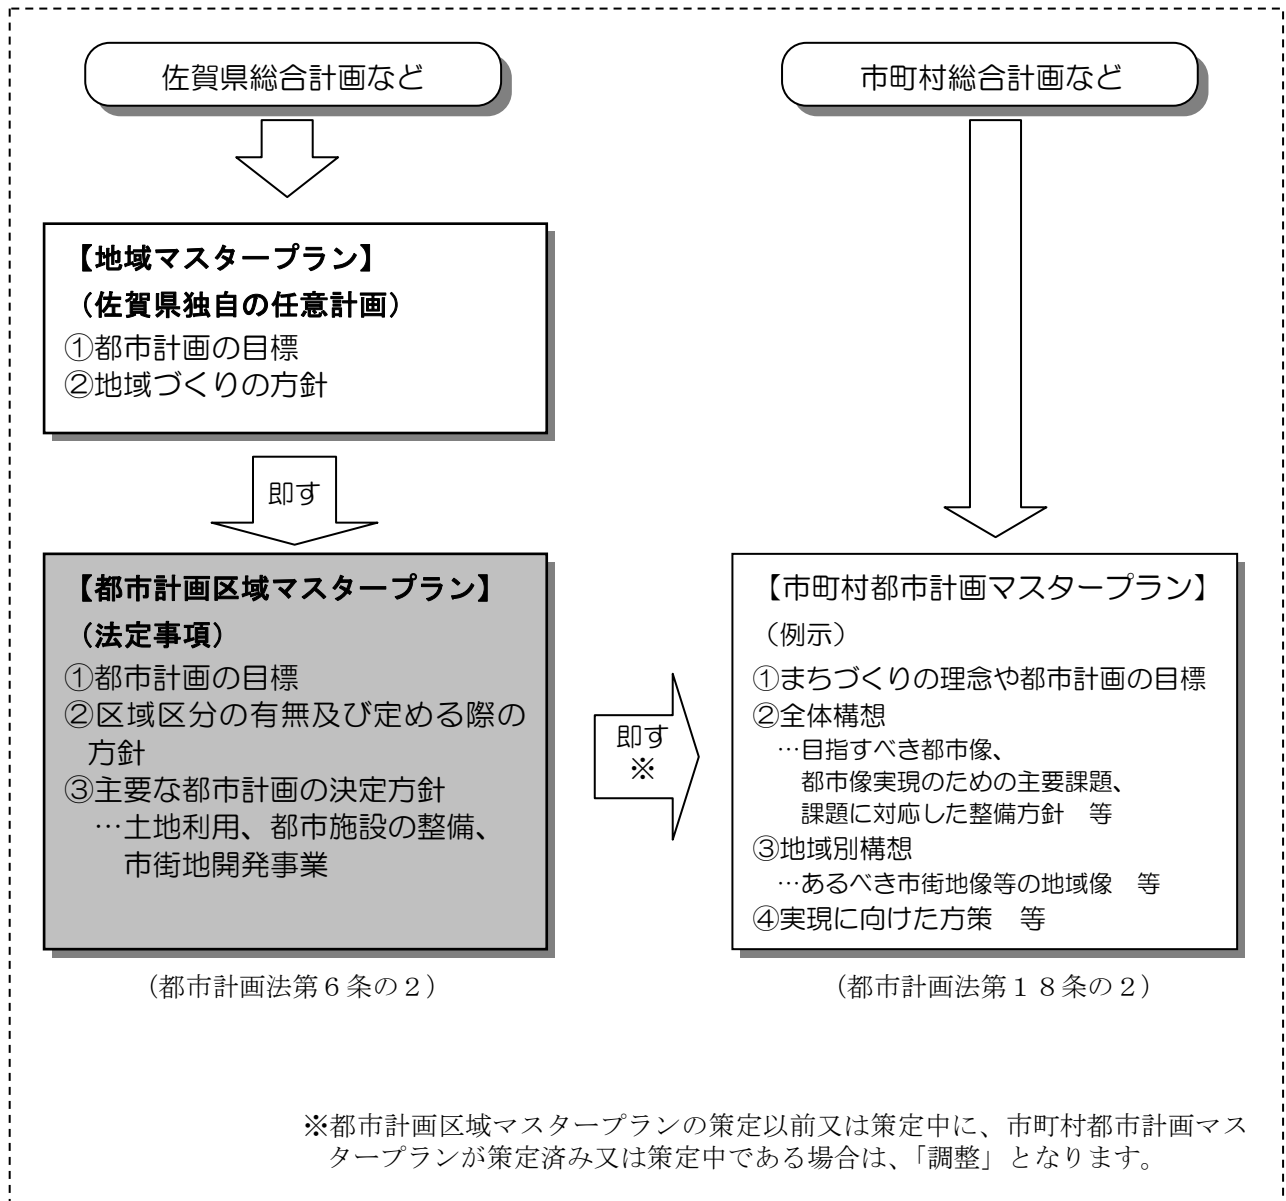 佐賀県総合計画など
市町村総合計画など
【地域マスタープラン】
（佐賀県独自の任意計画）
①都市計画の目標
②地域づくりの方針
即す
【都市計画区域マスタープラン】
（法定事項）
①都市計画の目標
②区域区分の有無及び定める際の
方針
③主要な都市計画の決定方針
…土地利用、都市施設の整備、
市街地開発事業
（都市計画法第６条の２）
即す
※
【市町村都市計画マスタープラン】
（例示）
①まちづくりの理念や都市計画の目標
②全体構想
…目指すべき都市像、
都市像実現のための主要課題、
課題に対応した整備方針　等
③地域別構想
…あるべき市街地像等の地域像　等
④実現に向けた方策　等
（都市計画法第１８条の２）
※都市計画区域マスタープランの策定以前又は策定中に、市町村都市計画マス
タープランが策定済み又は策定中である場合は、「調整」となります。